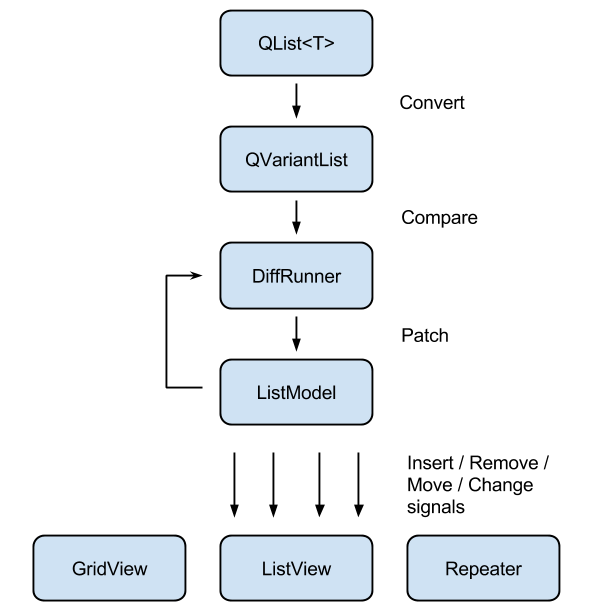 QList<T>
Convert
QVariantList
Compare
DiffRunner
Patch
ListModel
Insert / Remove /
Move / Change
signals
GridView
ListView
Repeater